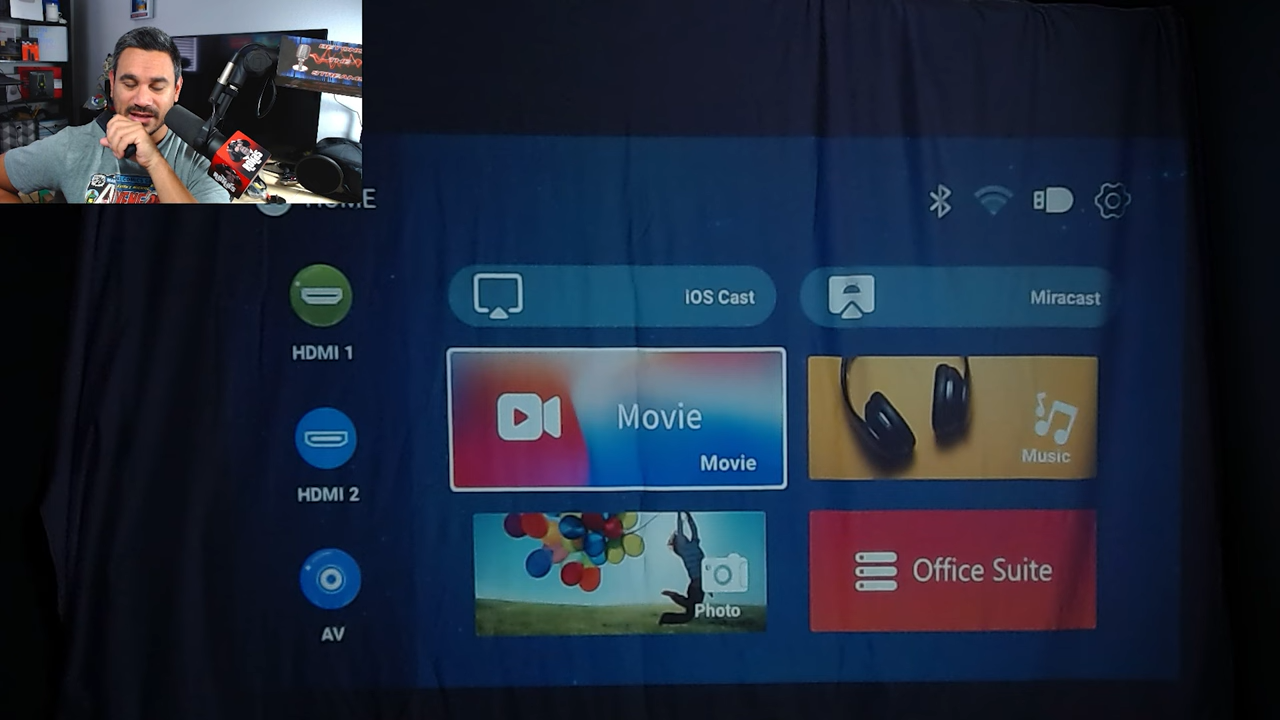 HOME
iOS Cast
Miracast
HDMI 1
Movie
Movie
Music
HDMI 2
Office Suite
Photo
AV